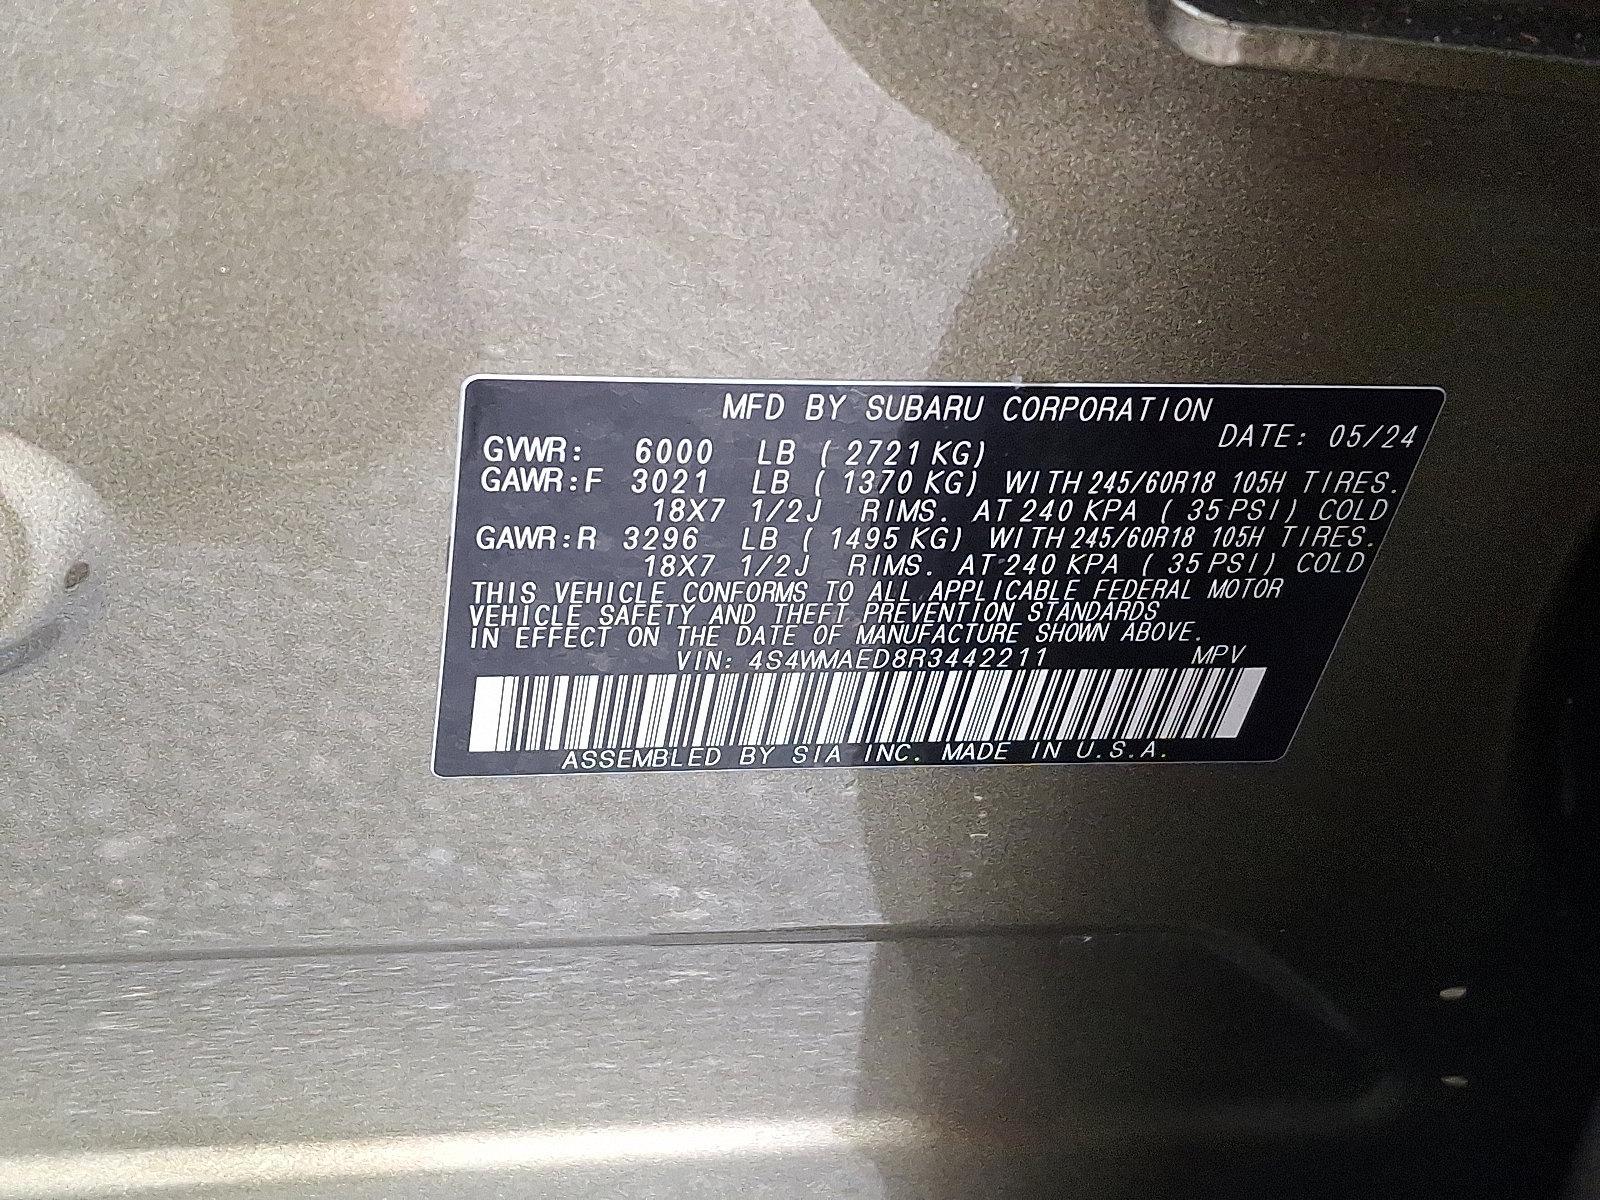 MFD BY SUBARU CORPORATION
DATE: 05/24
GVWR: 6000 LB ( 2721 KG)
GAWR:F 3021 LB ( 1370 KG) WITH 245/60R18 105H TIRES.
18X7 1/2J RIMS. AT 240 KPA ( 35 PSI) COLD
GAWR:R 3296 LB ( 1495 KG) WITH 245/60R18 105H TIRES.
18X7 1/2J RIMS. AT 240 KPA ( 35 PSI) COLD
THIS VEHICLE CONFORMS TO ALL APPLICABLE FEDERAL MOTOR
VEHICLE SAFETY AND THEFT PREVENTION STANDARDS
IN EFFECT ON THE DATE OF MANUFACTURE SHOWN ABOVE.
VIN: 4S4WMAED8R3442211 MPV
ASSEMBLED BY SIA INC. MADE IN U.S.A.